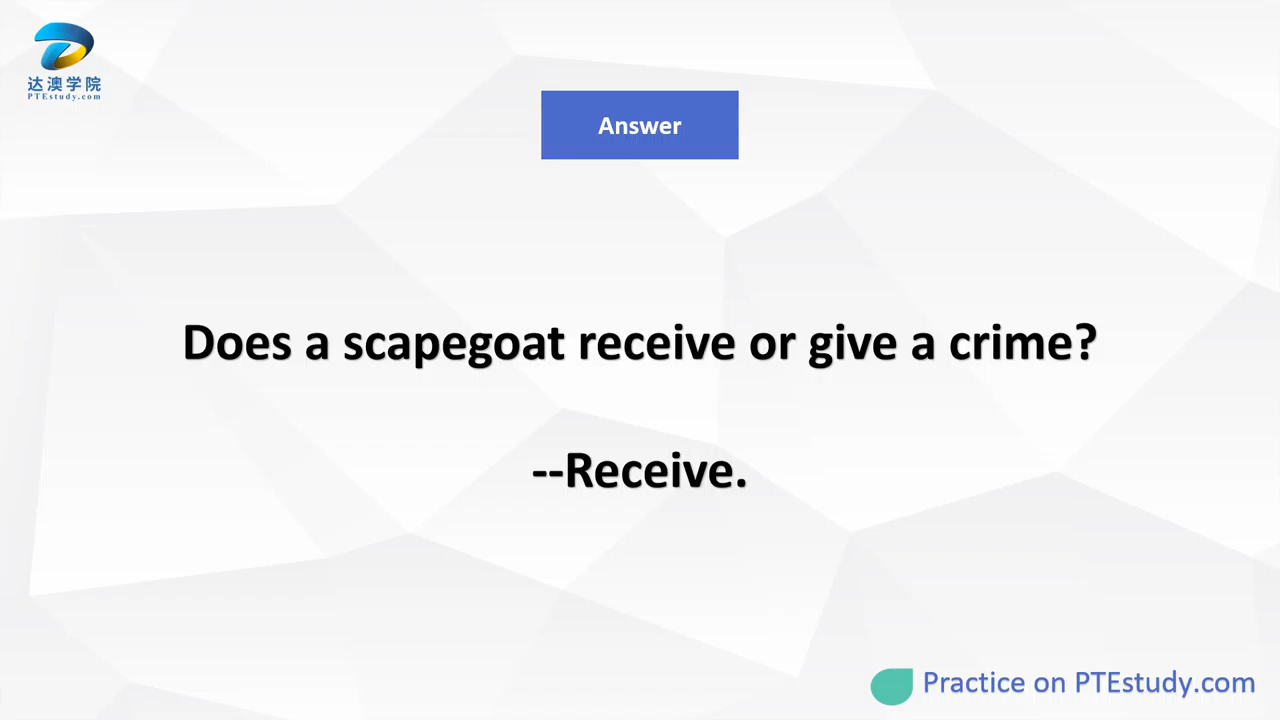 达澳学院
PTEstudy.com
Answer
Does a scapegoat receive or give a crime?
--Receive.
Practice on PTEstudy.com